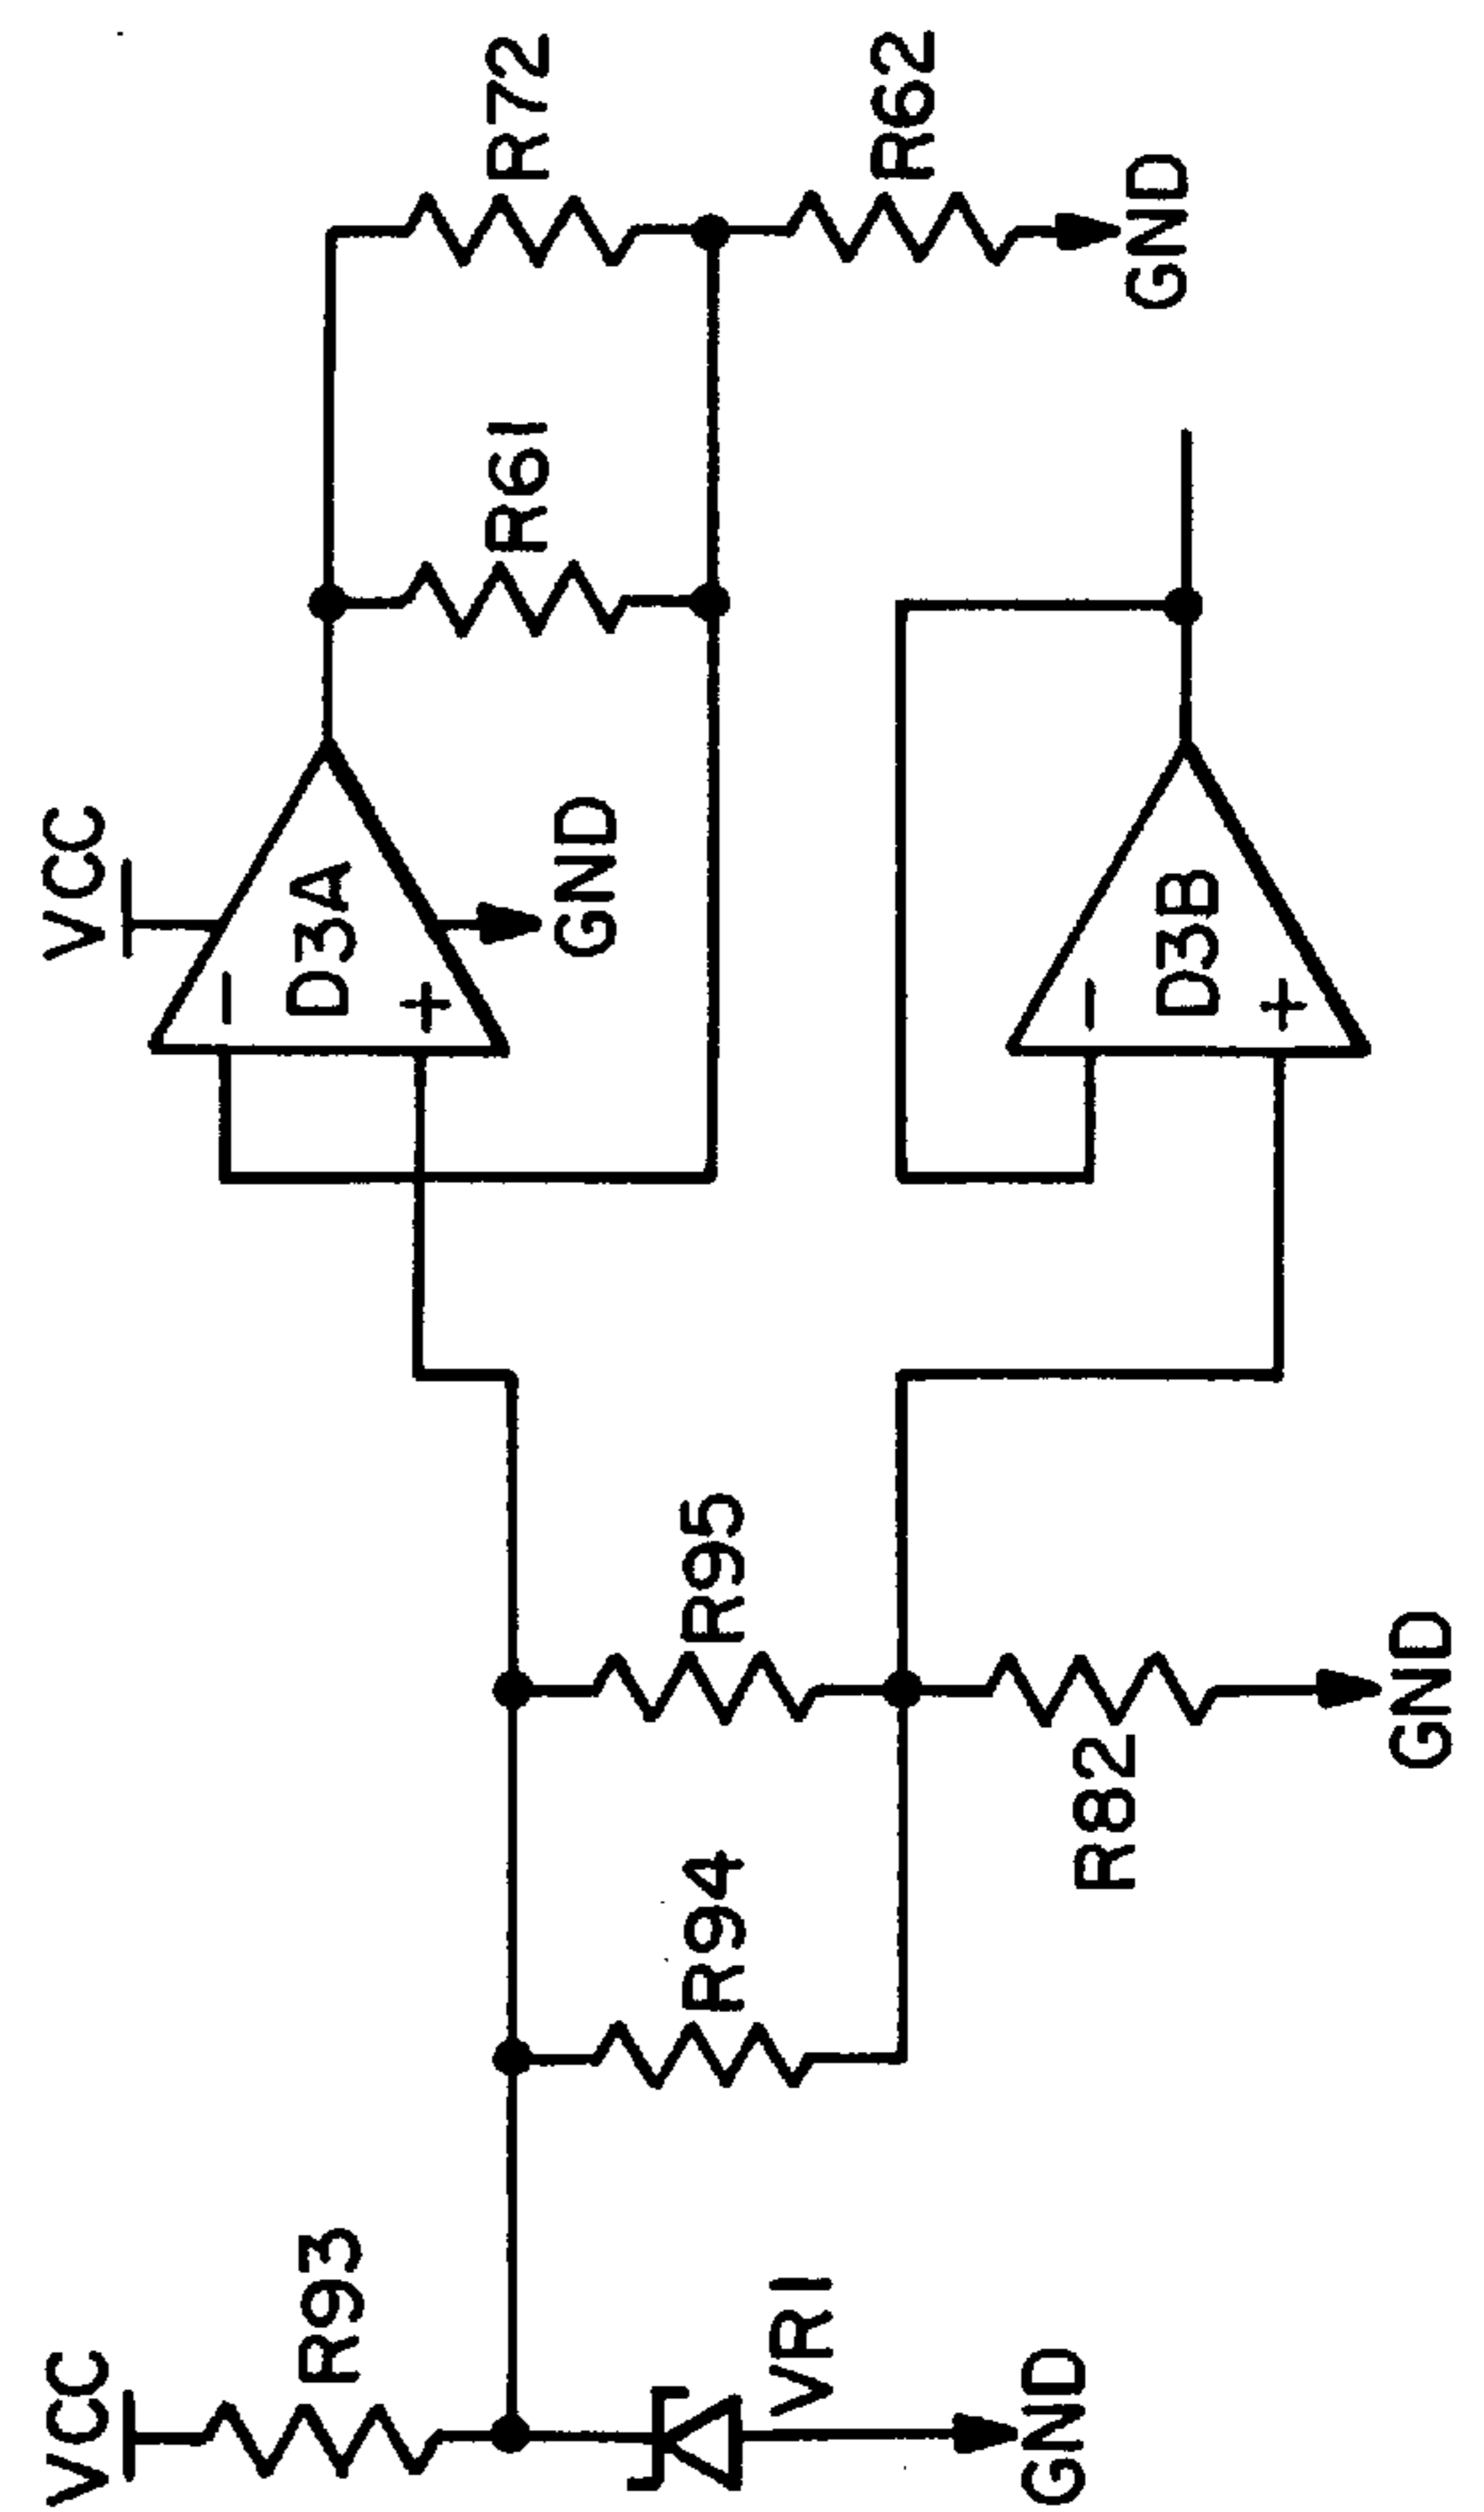 VCC
R93
VR1
GND
R94
R95
R82
GND
VCC
-
D3A
+
GND
R61
R72
R62
GND
-
D3B
+